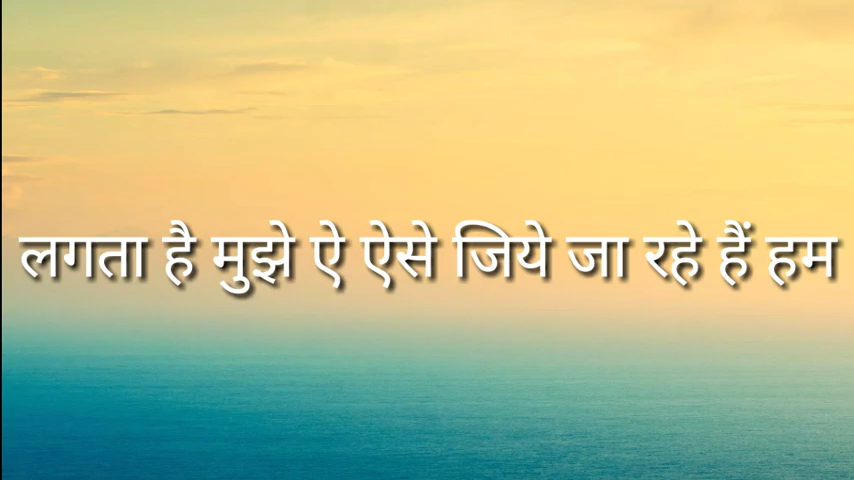 लगता है मुझे ऐ ऐसे जिये जा रहे हैं हम